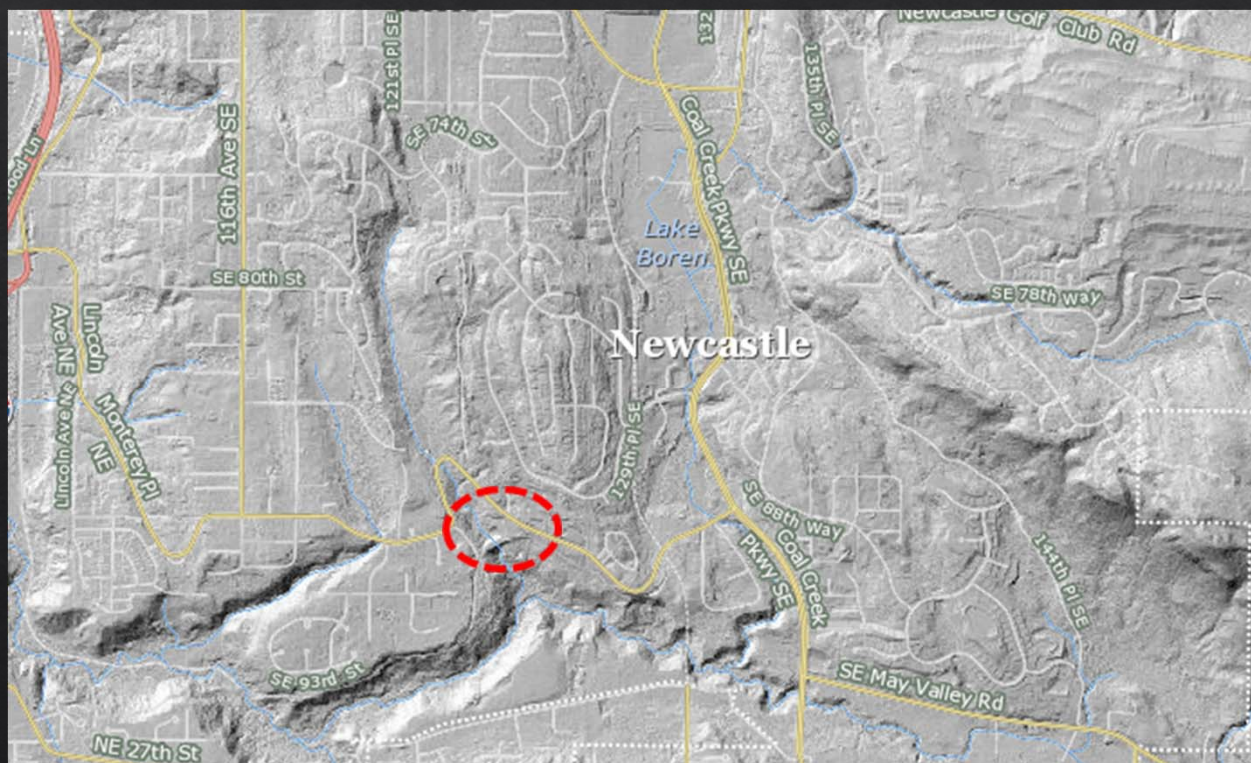 Newcastle Golf Club Rd
132
121st Pl SE
135th Pl SE
SE 74th St
Coal Creek Pkwy SE
116th Ave SE
Lake
Boren
SE 80th St
SE 78th Way
Newcastle
Lincoln
Ave NE
Lincoln Ave NE
Monterey Pl
NE
129th Pl SE
SE 88th Way
Coal Creek
Pkwy SE
144th Pl SE
SE 93rd St
SE May Valley Rd
NE 27th St